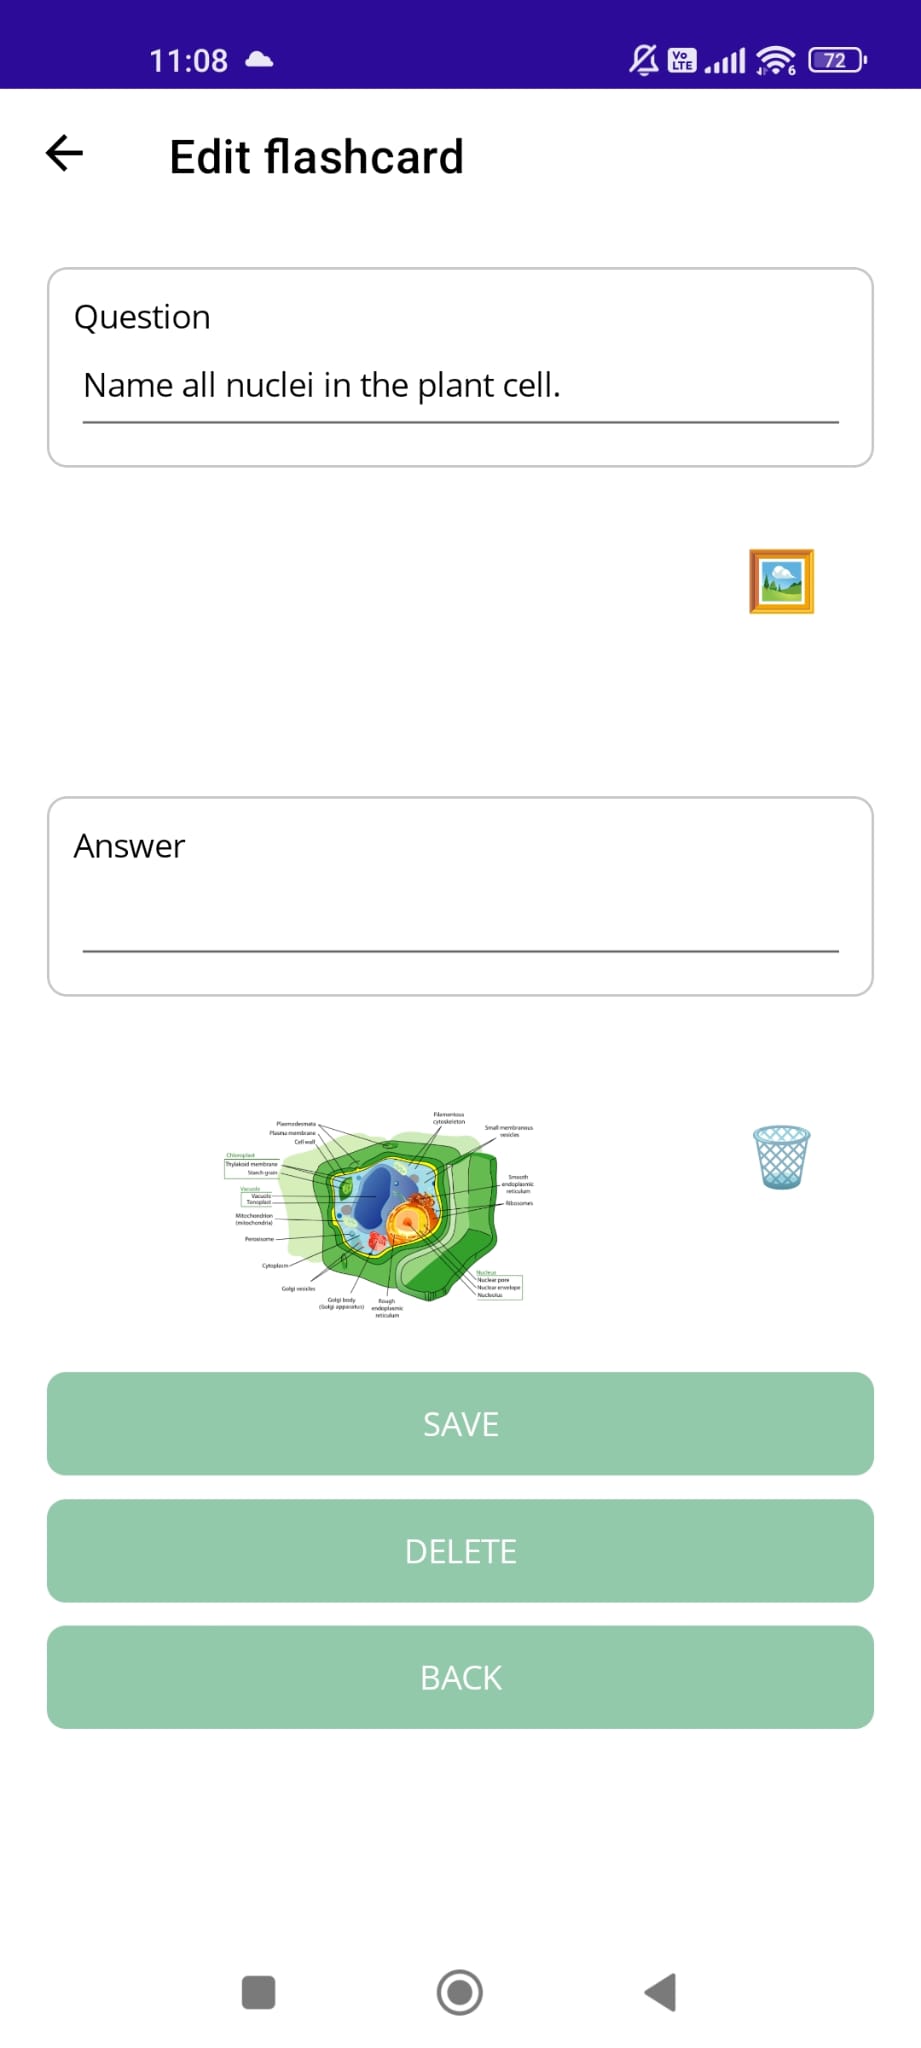 11:08
Vo LTE
6
72
Edit flashcard
Question
Name all nuclei in the plant cell.
Answer
Plasmodesmata
Plasma membrane
Cell wall
Filamentous
cytoskeleton
Small membranous
vesicles
Chloroplast
Thylakoid membrane
Starch grain
Vacuole
Vacuole
Tonoplast
Mitochondrion
(mitochondria)
Peroxisome
Cytoplasm
Golgi vesicles
Golgi body
(Golgi apparatus)
Rough
endoplasmic
reticulum
Smooth
endoplasmic
reticulum
Ribosomes
Nucleus
Nuclear pore
Nuclear envelope
Nucleolus
SAVE
DELETE
BACK